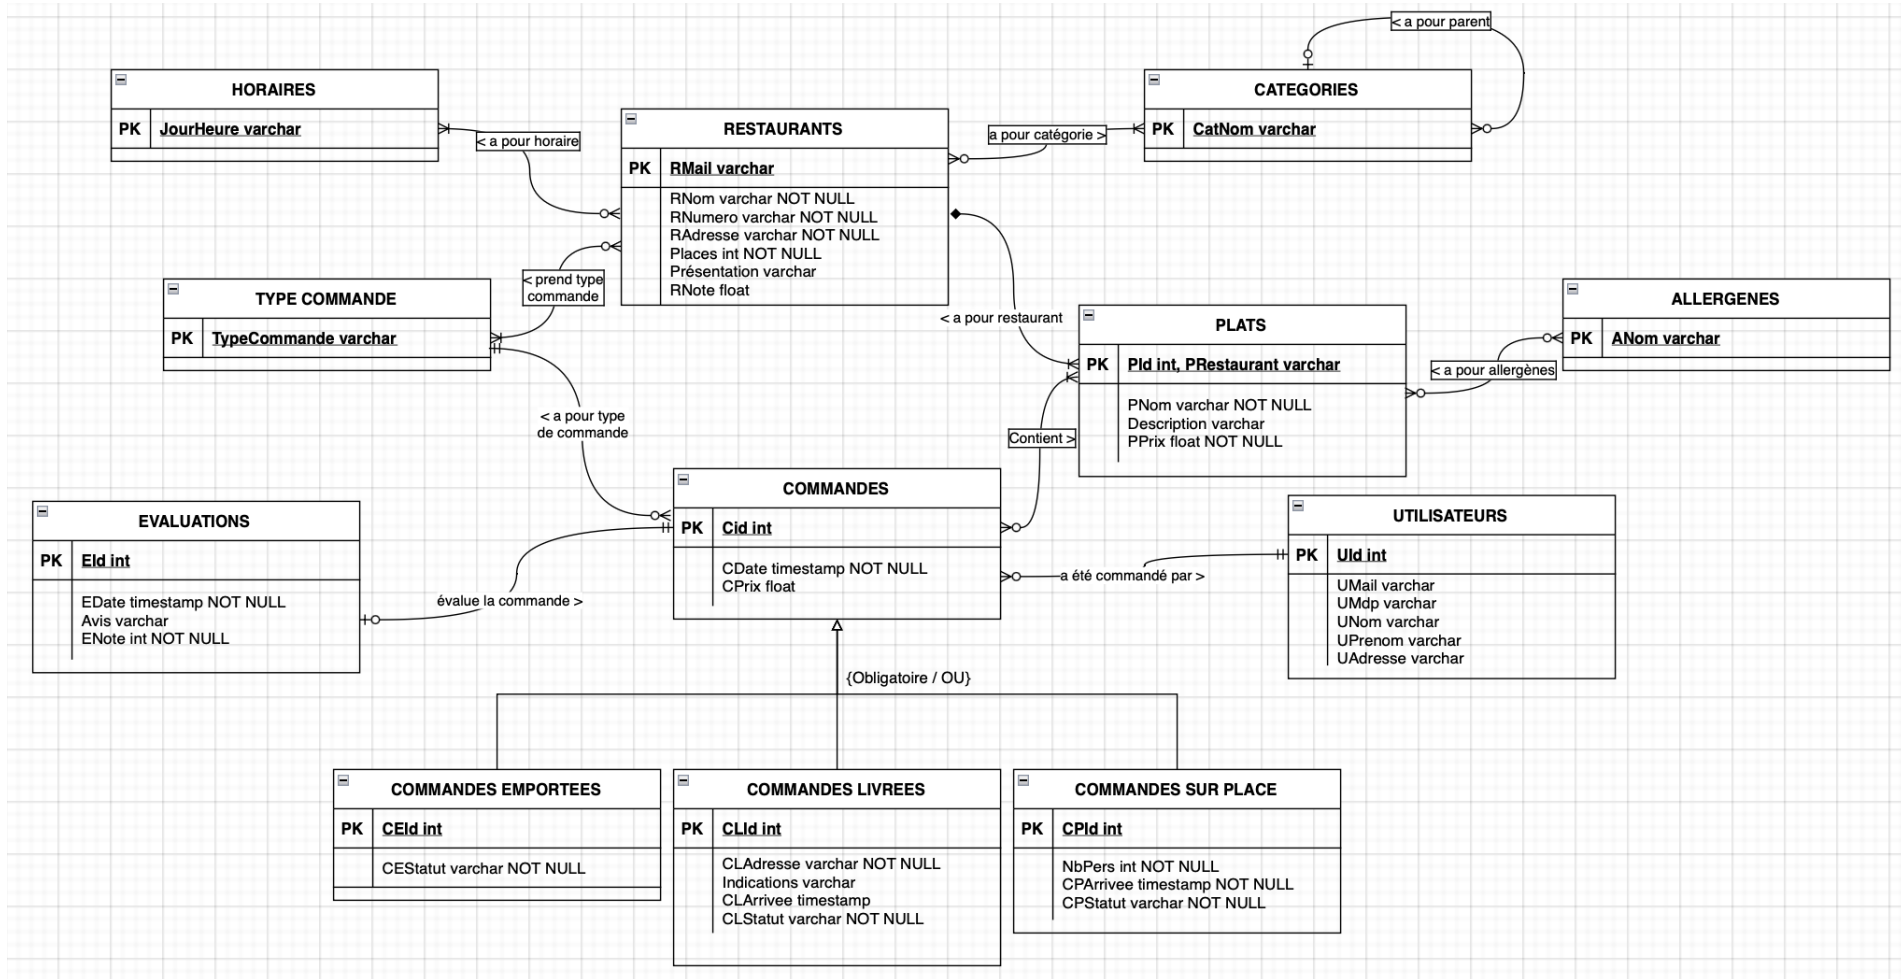 < a pour parent
HORAIRES
PK JourHeure varchar
< a pour horaire
RESTAURANTS
PK RMail varchar
RNom varchar NOT NULL
RNumero varchar NOT NULL
RAdresse varchar NOT NULL
Places int NOT NULL
Présentation varchar
RNote float
a pour catégorie >
CATEGORIES
PK CatNom varchar
TYPE COMMANDE
PK TypeCommande varchar
< prend type
commande
< a pour restaurant
PLATS
PK PId int, PRestaurant varchar
PNom varchar NOT NULL
Description varchar
PPrix float NOT NULL
< a pour allergènes
ALLERGENES
PK ANom varchar
< a pour type
de commande
Contient >
EVALUATIONS
PK EId int
EDate timestamp NOT NULL
Avis varchar
ENote int NOT NULL
évalue la commande >
COMMANDES
PK Cid int
CDate timestamp NOT NULL
CPrix float
a été commandé par >
UTILISATEURS
PK UId int
UMail varchar
UMdp varchar
UNom varchar
UPrenom varchar
UAdresse varchar
{Obligatoire / OU}
COMMANDES EMPORTEES
PK CEId int
CEStatut varchar NOT NULL
COMMANDES LIVREES
PK CLId int
CLAdresse varchar NOT NULL
Indications varchar
CLArrivee timestamp
CLStatut varchar NOT NULL
COMMANDES SUR PLACE
PK CPId int
NbPers int NOT NULL
CPArrivee timestamp NOT NULL
CPStatut varchar NOT NULL